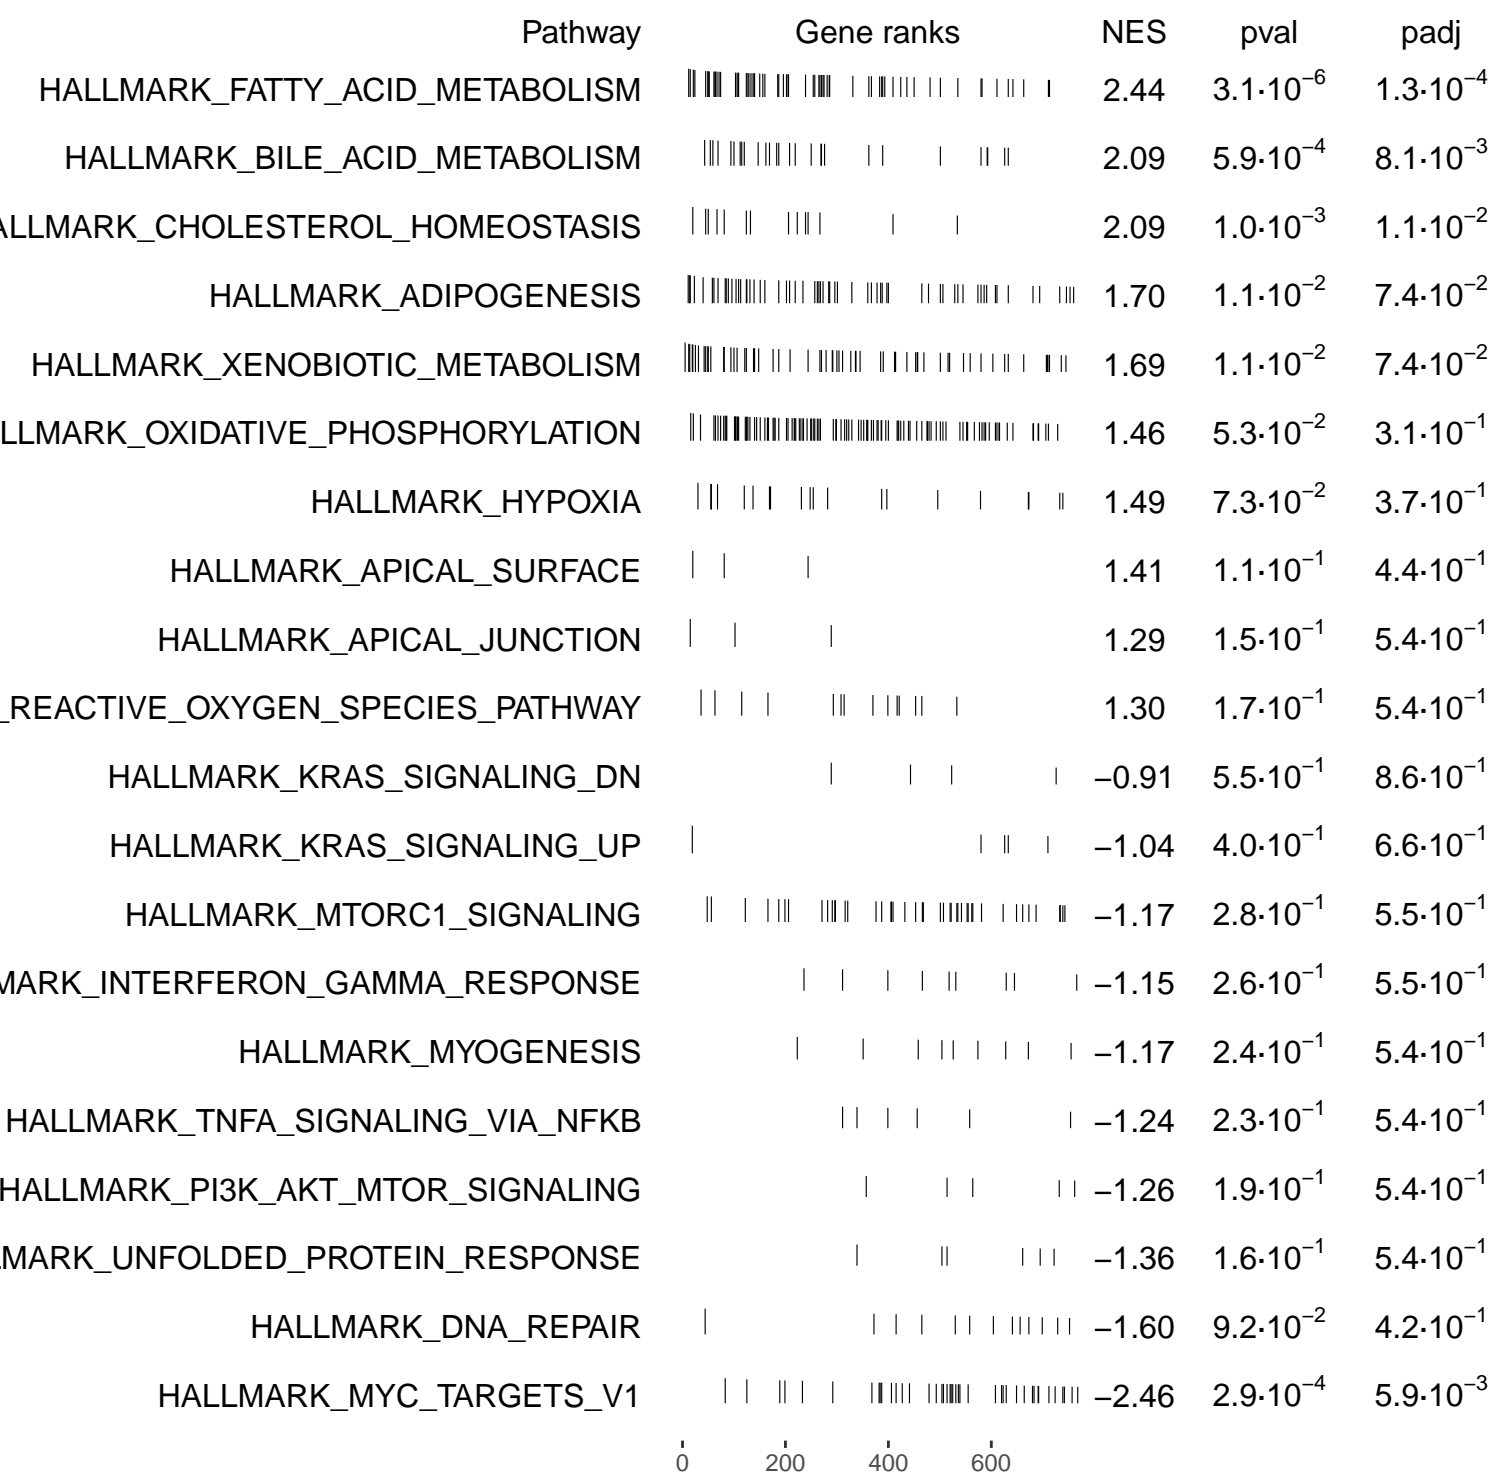 Pathway Gene ranks NES pval padj
HALLMARK_FATTY_ACID_METABOLISM 2.44 3.1·10⁻⁶ 1.3·10⁻⁴
HALLMARK_BILE_ACID_METABOLISM 2.09 5.9·10⁻⁴ 8.1·10⁻³
ALLMARK_CHOLESTEROL_HOMEOSTASIS 2.09 1.0·10⁻³ 1.1·10⁻²
HALLMARK_ADIPOGENESIS 1.70 1.1·10⁻² 7.4·10⁻²
HALLMARK_XENOBIOTIC_METABOLISM 1.69 1.1·10⁻² 7.4·10⁻²
LLMARK_OXIDATIVE_PHOSPHORYLATION 1.46 5.3·10⁻² 3.1·10⁻¹
HALLMARK_HYPOXIA 1.49 7.3·10⁻² 3.7·10⁻¹
HALLMARK_APICAL_SURFACE 1.41 1.1·10⁻¹ 4.4·10⁻¹
HALLMARK_APICAL_JUNCTION 1.29 1.5·10⁻¹ 5.4·10⁻¹
_REACTIVE_OXYGEN_SPECIES_PATHWAY 1.30 1.7·10⁻¹ 5.4·10⁻¹
HALLMARK_KRAS_SIGNALING_DN −0.91 5.5·10⁻¹ 8.6·10⁻¹
HALLMARK_KRAS_SIGNALING_UP −1.04 4.0·10⁻¹ 6.6·10⁻¹
HALLMARK_MTORC1_SIGNALING −1.17 2.8·10⁻¹ 5.5·10⁻¹
MARK_INTERFERON_GAMMA_RESPONSE −1.15 2.6·10⁻¹ 5.5·10⁻¹
HALLMARK_MYOGENESIS −1.17 2.4·10⁻¹ 5.4·10⁻¹
HALLMARK_TNFA_SIGNALING_VIA_NFKB −1.24 2.3·10⁻¹ 5.4·10⁻¹
HALLMARK_PI3K_AKT_MTOR_SIGNALING −1.26 1.9·10⁻¹ 5.4·10⁻¹
MARK_UNFOLDED_PROTEIN_RESPONSE −1.36 1.6·10⁻¹ 5.4·10⁻¹
HALLMARK_DNA_REPAIR −1.60 9.2·10⁻² 4.2·10⁻¹
HALLMARK_MYC_TARGETS_V1 −2.46 2.9·10⁻⁴ 5.9·10⁻³
0 200 400 600